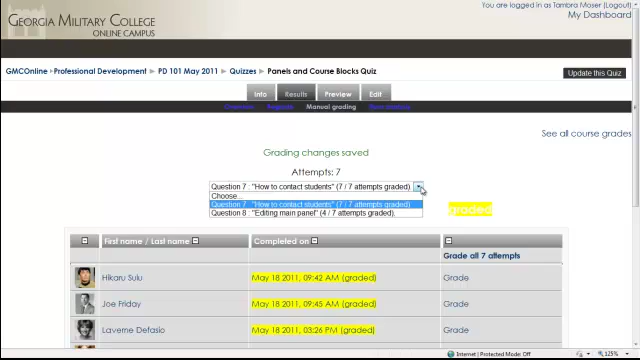 You are logged in as Tambra Moser (Logout)
My Dashboard
GEORGIA MILITARY COLLEGE
ONLINE CAMPUS
GMCOnline ▸ Professional Development ▸ PD 101 May 2011 ▸ Quizzes ▸ Panels and Course Blocks Quiz
Update this Quiz
Info Results Preview Edit
Overview Regrade Manual grading
See all course grades
Grading changes saved
Attempts: 7
Question 7 : "How to contact students" (7 / 7 attempts graded)
Choose...
Question 7 : "How to contact students" (7 / 7 attempts graded)
Question 8 : "Editing main panel" (4 / 7 attempts graded).
graded
First name / Last name Completed on
Grade all 7 attempts
Hikaru Sulu May 18 2011, 09:42 AM (graded) Grade
Joe Friday May 18 2011, 09:45 AM (graded) Grade
Laverne Defasio May 18 2011, 03:26 PM (graded) Grade
Internet | Protected Mode: Off
125%